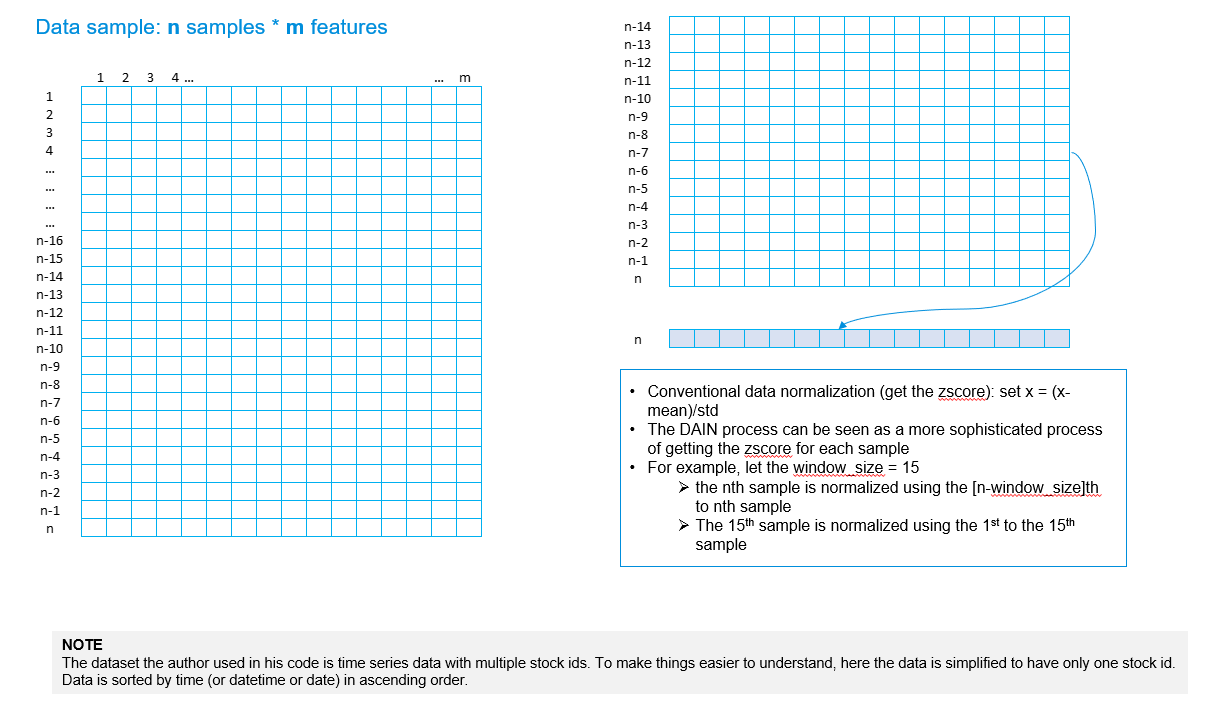 Data sample: n samples * m features
1 2 3 4 ... ... m
1
2
3
4
...
...
...
...
n-16
n-15
n-14
n-13
n-12
n-11
n-10
n-9
n-8
n-7
n-6
n-5
n-4
n-3
n-2
n-1
n
n-14
n-13
n-12
n-11
n-10
n-9
n-8
n-7
n-6
n-5
n-4
n-3
n-2
n-1
n
n
• Conventional data normalization (get the zscore): set x = (x-
mean)/std
• The DAIN process can be seen as a more sophisticated process
of getting the zscore for each sample
• For example, let the window_size = 15
➢ the nth sample is normalized using the [n-window_size]th
to nth sample
➢ The 15th sample is normalized using the 1st to the 15th
sample
NOTE
The dataset the author used in his code is time series data with multiple stock ids. To make things easier to understand, here the data is simplified to have only one stock id.
Data is sorted by time (or datetime or date) in ascending order.